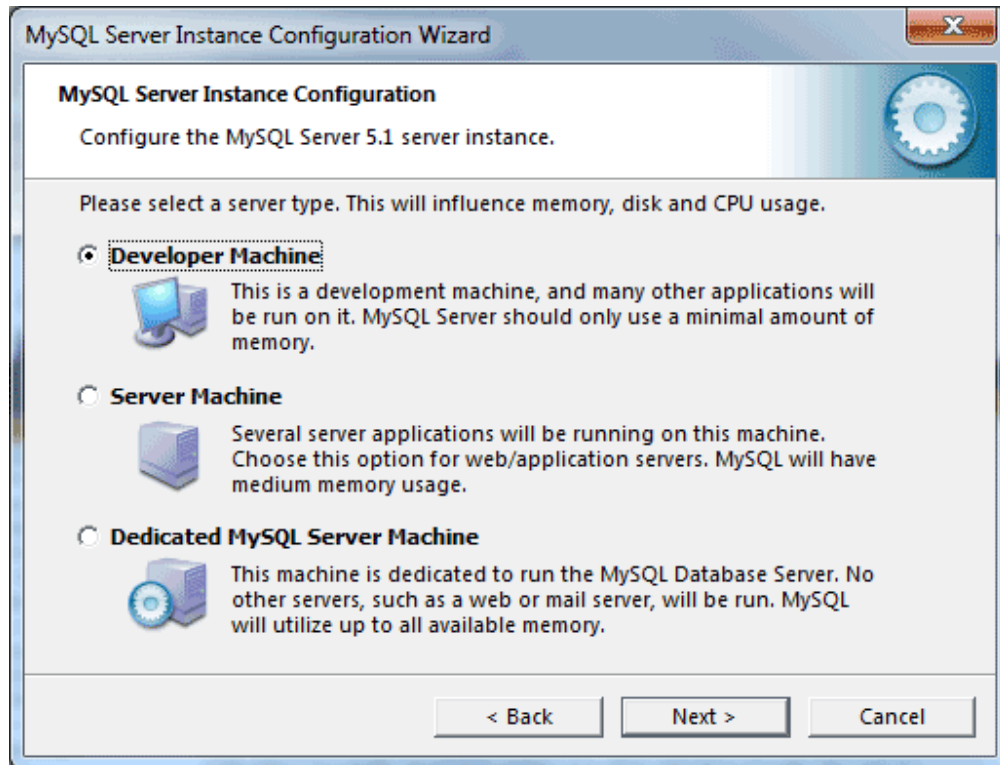 MySQL Server Instance Configuration Wizard
MySQL Server Instance Configuration
Configure the MySQL Server 5.1 server instance.
Please select a server type. This will influence memory, disk and CPU usage.
Developer Machine
This is a development machine, and many other applications will
be run on it. MySQL Server should only use a minimal amount of
memory.
Server Machine
Several server applications will be running on this machine.
Choose this option for web/application servers. MySQL will have
medium memory usage.
Dedicated MySQL Server Machine
This machine is dedicated to run the MySQL Database Server. No
other servers, such as a web or mail server, will be run. MySQL
will utilize up to all available memory.
< Back Next > Cancel